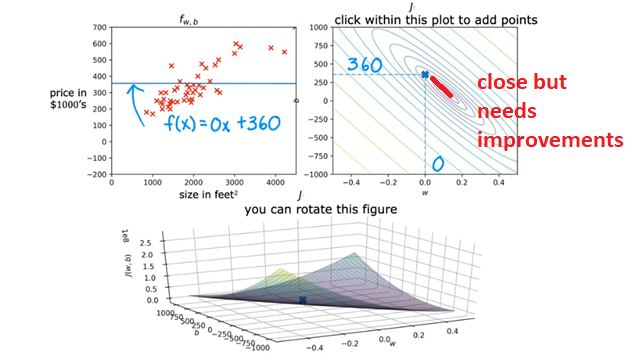 f_{w,b}
700
600
500
400
300
200
100
0
−100
−200
price in
$1000's
0 1000 2000 3000 4000
size in feet²
f(x)=0x+360
J
click within this plot to add points
1000
750
500
250
0
−250
−500
−750
−1000
b
−0.4 −0.2 0.0 0.2 0.4
w
360
0
close but
needs
improvements
J
you can rotate this figure
1e8
2.5
2.0
1.5
1.0
0.5
0.0
J(w, b)
1000
750
500
250
0
−250
−500
−750
−1000
b
−0.4 −0.2 0.0 0.2 0.4
w